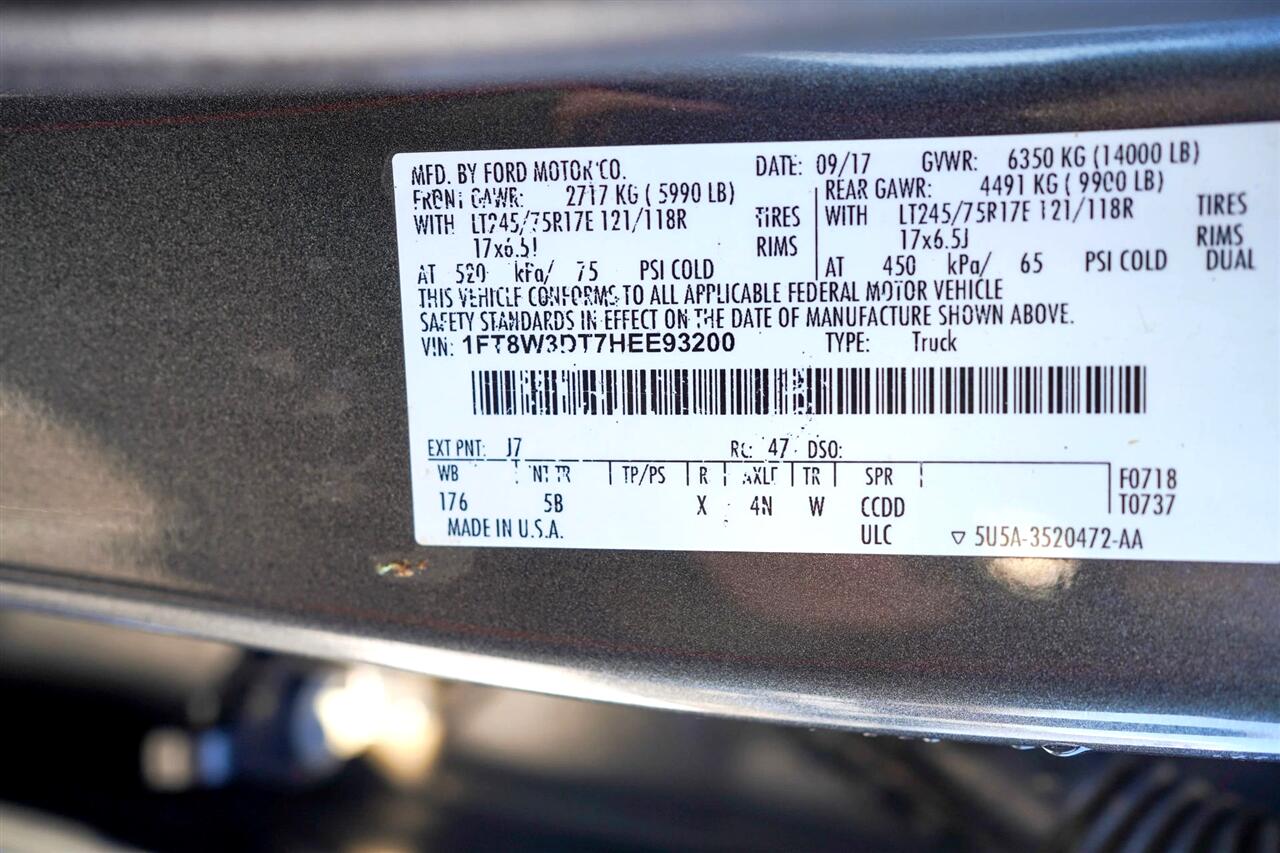 MFD. BY FORD MOTOR CO. DATE: 09/17 GVWR: 6350 KG (14000 LB)
FRONT GAWR: 2717 KG ( 5990 LB) REAR GAWR: 4491 KG ( 9900 LB)
WITH LT245/75R17E 121/118R TIRES WITH LT245/75R17E 121/118R TIRES
17x6.5J RIMS 17x6.5J RIMS
AT 520 kPa/ 75 PSI COLD AT 450 kPa/ 65 PSI COLD DUAL
THIS VEHICLE CONFORMS TO ALL APPLICABLE FEDERAL MOTOR VEHICLE
SAFETY STANDARDS IN EFFECT ON THE DATE OF MANUFACTURE SHOWN ABOVE.
VIN: 1FT8W3DT7HEE93200 TYPE: Truck
EXT PNT: J7 RC: 47 DSO:
WB INT TR TP/PS R AXLE TR SPR F0718
176 5B X 4N W CCDD T0737
MADE IN U.S.A. ULC ▽ 5U5A-3520472-AA